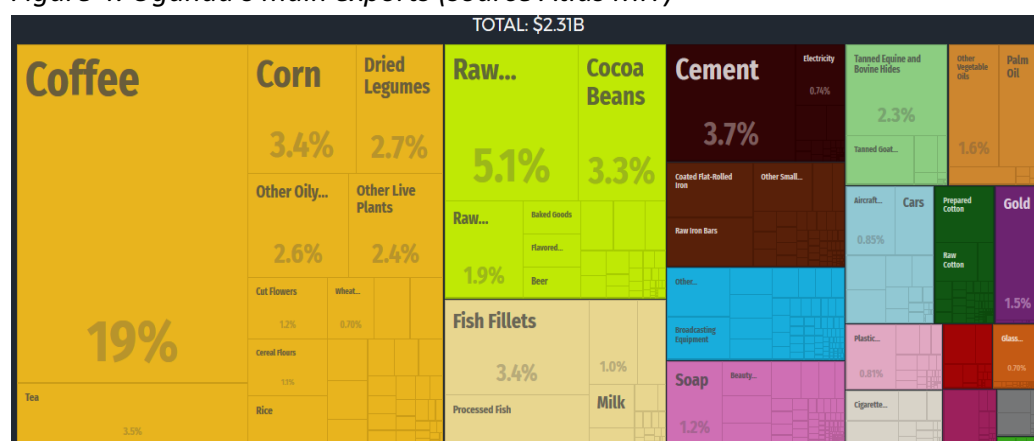 Figure 4: Uganda's main exports (source Atlas MIT)
TOTAL: $2.31B
Coffee
19%
Tea
3.5%
Corn
3.4%
Dried
Legumes
2.7%
Other Oily...
2.6%
Other Live
Plants
2.4%
Cut Flowers
1.2%
Wheat...
0.70%
Cereal Flours
1.1%
Rice
Raw...
5.1%
Cocoa
Beans
3.3%
Raw...
1.9%
Baked Goods
Flavored...
Beer
Fish Fillets
3.4%
1.0%
Processed Fish
Milk
Cement
3.7%
Electricity
0.74%
Coated Flat-Rolled
Iron
Other Small...
Raw Iron Bars
Other...
Broadcasting
Equipment
Soap
1.2%
Beauty...
Tanned Equine and
Bovine Hides
2.3%
Tanned Goat...
Other
Vegetable
Oils
1.6%
Palm
Oil
Aircraft...
0.85%
Cars
Prepared
Cotton
Raw
Cotton
Gold
1.5%
Plastic...
0.81%
Glass...
0.70%
Cigarette...